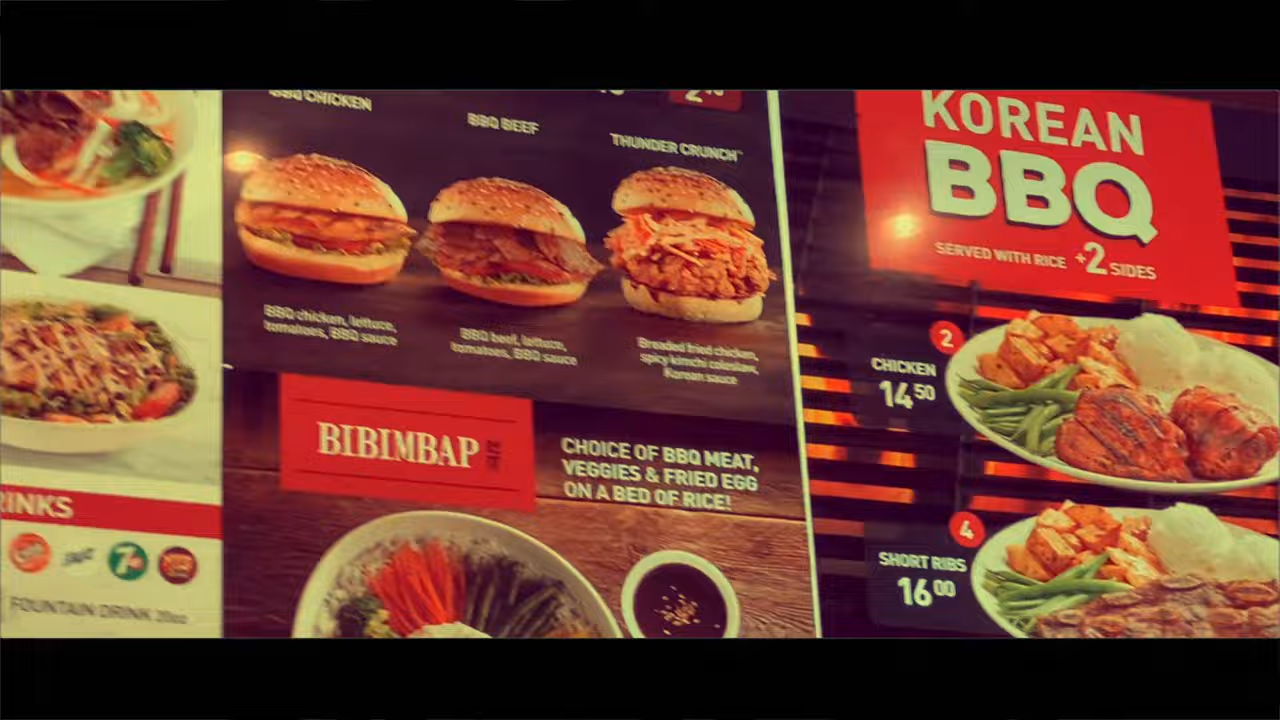 BBQ CHICKEN
BBQ BEEF
THUNDER CRUNCH™
BBQ chicken, lettuce,
tomatoes, BBQ sauce
BBQ beef, lettuce,
tomatoes, BBQ sauce
Breaded fried chicken,
spicy kimchi coleslaw,
Korean sauce
BIBIMBAP
CHOICE OF BBQ MEAT,
VEGGIES & FRIED EGG
ON A BED OF RICE!
KOREAN
BBQ
SERVED WITH RICE +2 SIDES
2
CHICKEN
14 50
4
SHORT RIBS
16 00
RINKS
7
FOUNTAIN DRINK 20oz